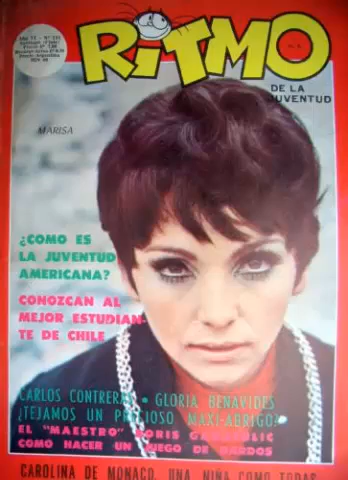 RITMO
DE LA
JUVENTUD
MARISA
¿COMO ES
LA JUVENTUD
AMERICANA?
CONOZCAN AL
MEJOR ESTUDIAN-
TE DE CHILE
CARLOS CONTRERAS • GLORIA BENAVIDES
¡TEJAMOS UN PRECIOSO MAXI-ABRIGO!
EL "MAESTRO"
COMO HACER UN JUEGO DE DARDOS
CAROLINA DE MONACO, UNA NIÑA COMO TODAS